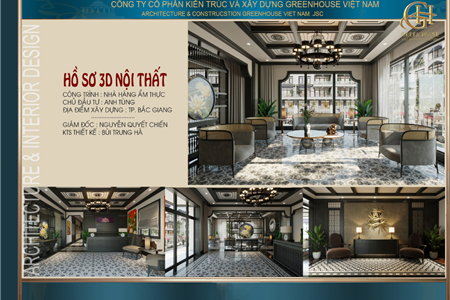 CÔNG TY CỔ PHẦN KIẾN TRÚC VÀ XÂY DỰNG GREENHOUSE VIỆT NAM
ARCHITECTURE & CONSTRUCTION GREENHOUSE VIET NAM JSC
ARCHITECTURE & INTERIOR DESIGN
HỒ SƠ 3D NỘI THẤT
CÔNG TRÌNH : NHÀ HÀNG ẨM THỰC
CHỦ ĐẦU TƯ : ANH TÙNG
ĐỊA ĐIỂM XÂY DỰNG : TP. BẮC GIANG
GIÁM ĐỐC : NGUYỄN QUYẾT CHIẾN
KTS THIẾT KẾ : BÙI TRUNG HÀ